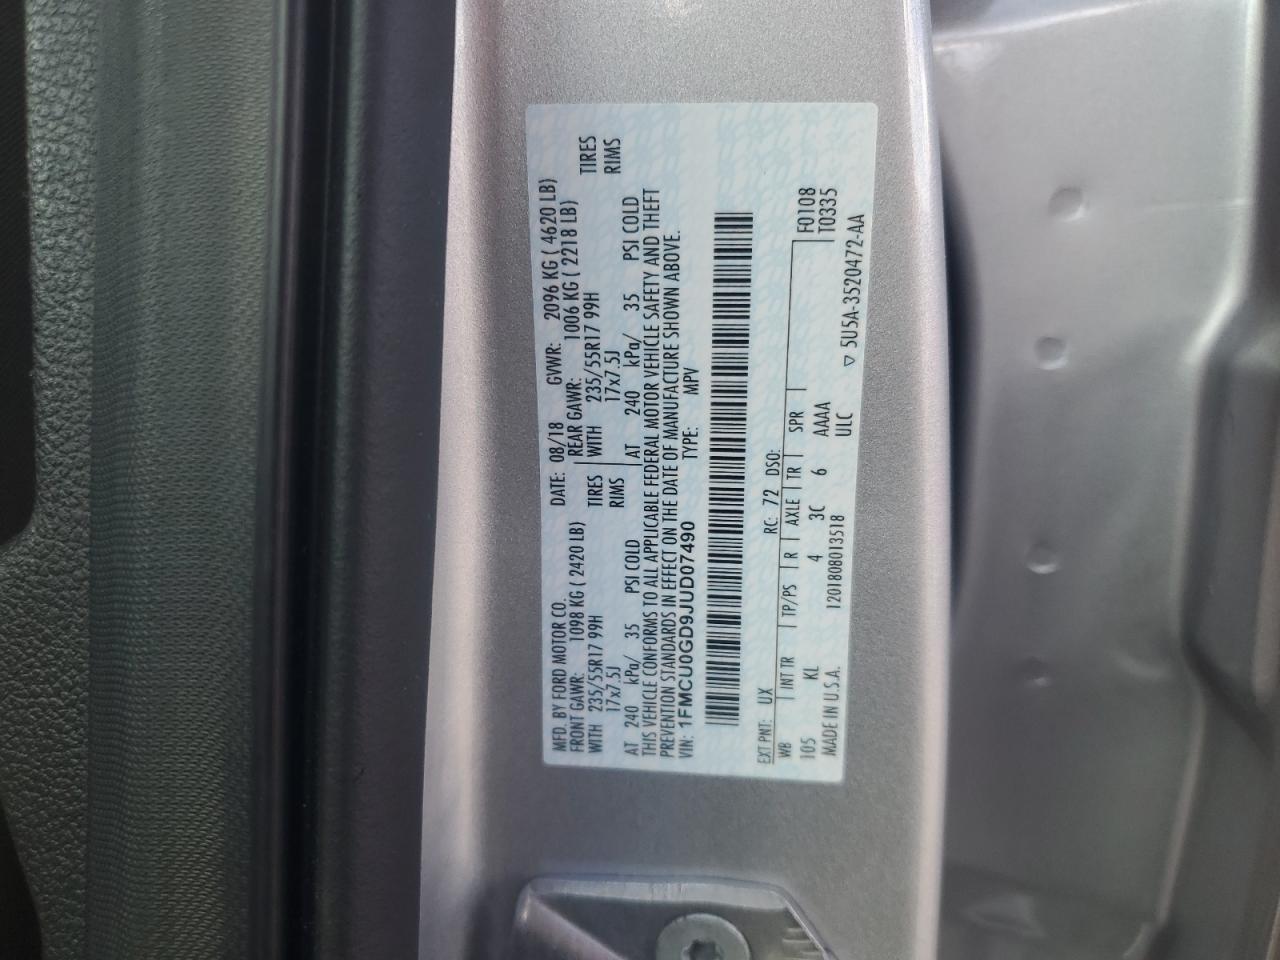 MFD. BY FORD MOTOR CO. DATE: 08/18 GVWR: 2096 KG ( 4620 LB)
FRONT GAWR: 1098 KG ( 2420 LB) REAR GAWR: 1006 KG ( 2218 LB)
WITH 235/55R17 99H TIRES WITH 235/55R17 99H TIRES
17x7.5J RIMS 17x7.5J RIMS
AT 240 kPa/ 35 PSI COLD AT 240 kPa/ 35 PSI COLD
THIS VEHICLE CONFORMS TO ALL APPLICABLE FEDERAL MOTOR VEHICLE SAFETY AND THEFT
PREVENTION STANDARDS IN EFFECT ON THE DATE OF MANUFACTURE SHOWN ABOVE.
VIN: 1FMCU0GD9JUD07490 TYPE: MPV
EXT PNT: UX RC: 72 DSO:
WB INT TR TP/PS R AXLE TR SPR F0108
105 KL 4 3C 6 AAAA T0335
MADE IN U.S.A. 1201808013518 ULC
▽ 5U5A-3520472-AA